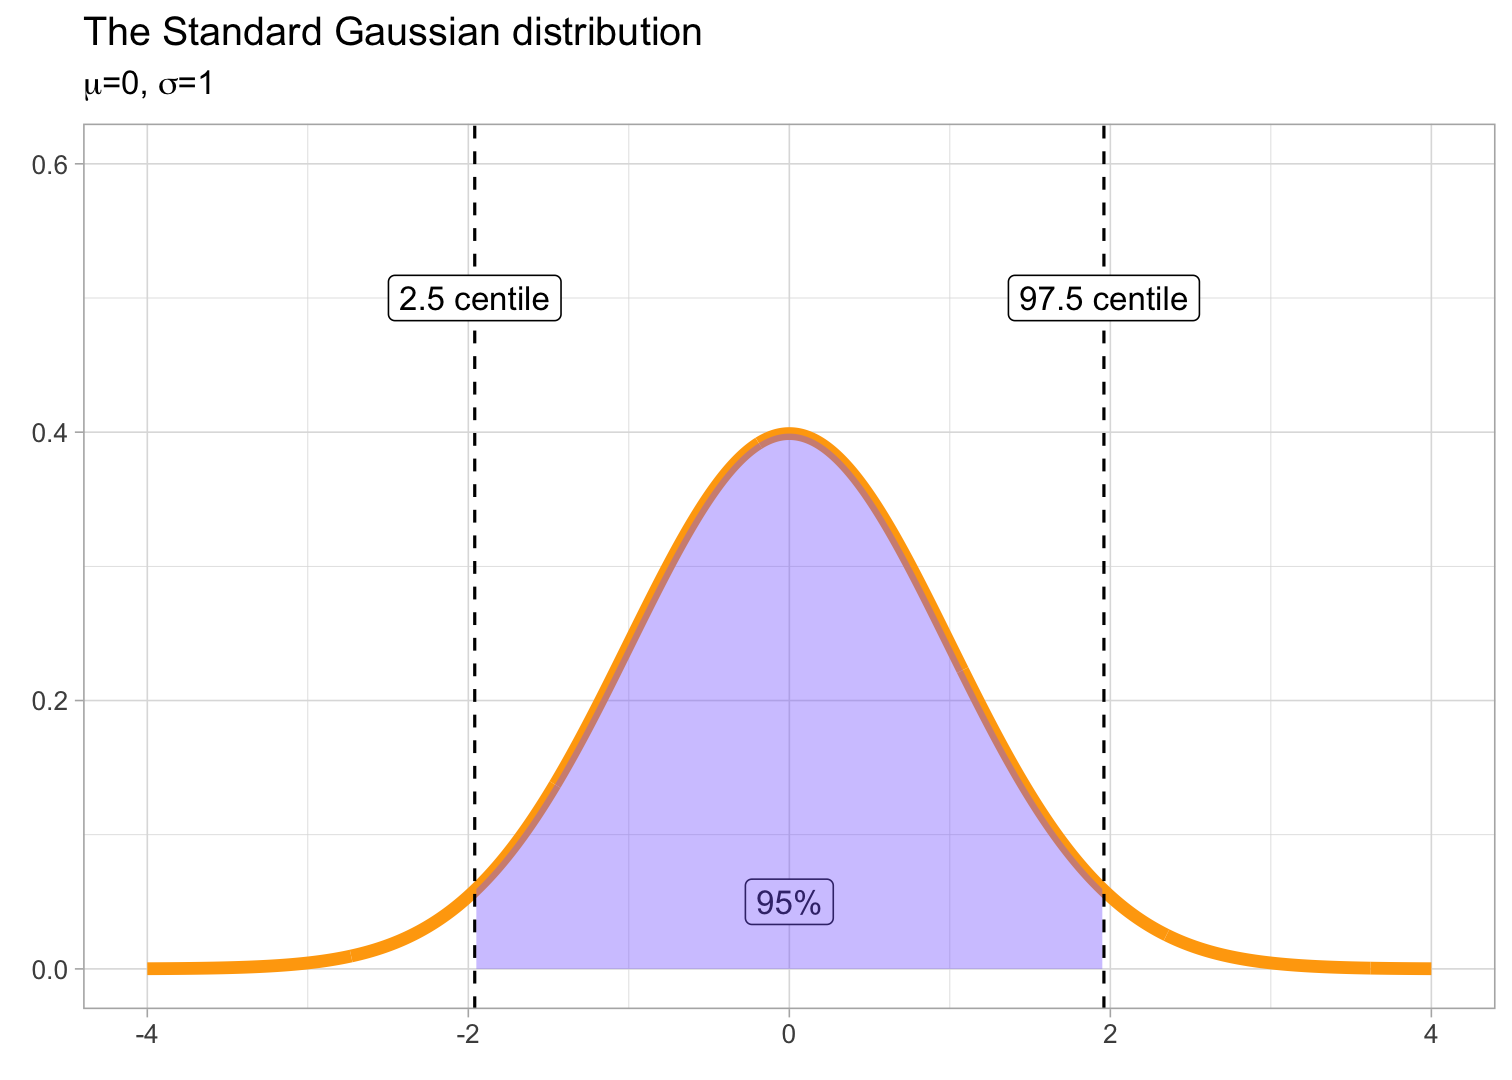 The Standard Gaussian distribution
μ=0, σ=1
0.6
2.5 centile
97.5 centile
0.4
0.2
95%
0.0
-4
-2
0
2
4